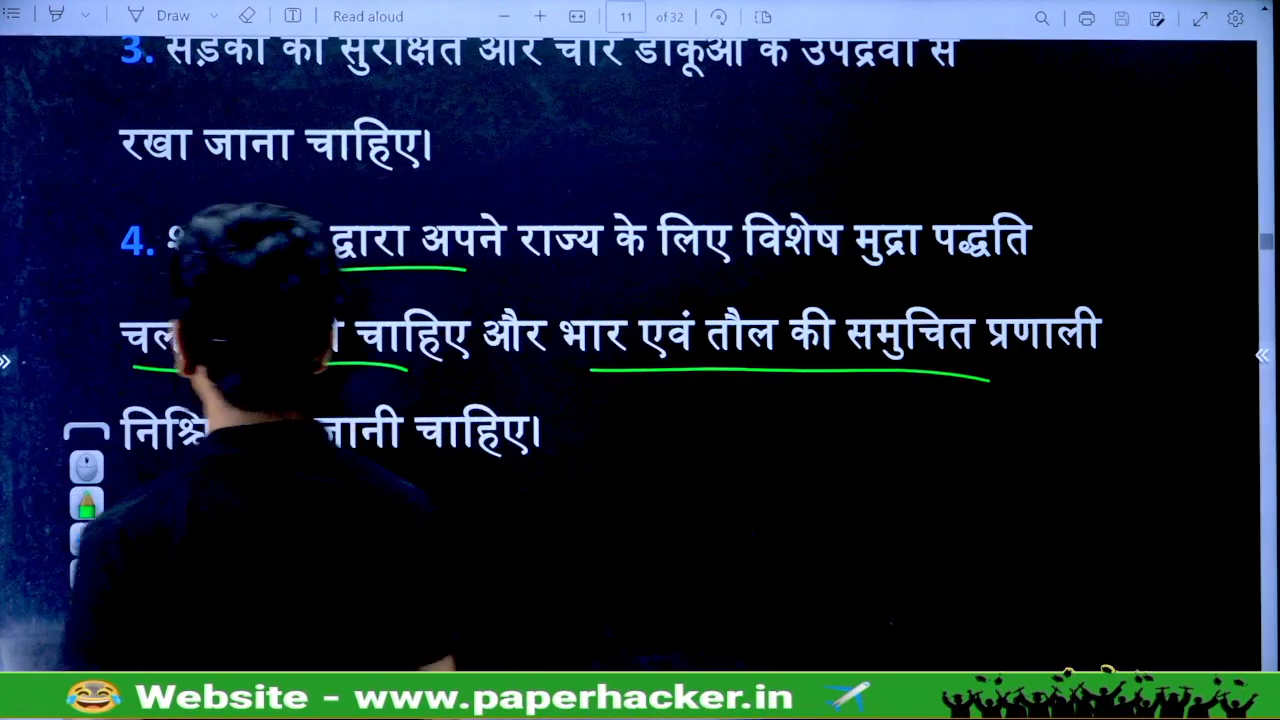 Draw
Read aloud
11 of 32
3. सड़कों को सुरक्षित और चोर डाकूओं के उपद्रवों से
रखा जाना चाहिए।
4. द्वारा अपने राज्य के लिए विशेष मुद्रा पद्धति
चाहिए और भार एवं तौल की समुचित प्रणाली
जानी चाहिए।
Website - www.paperhacker.in